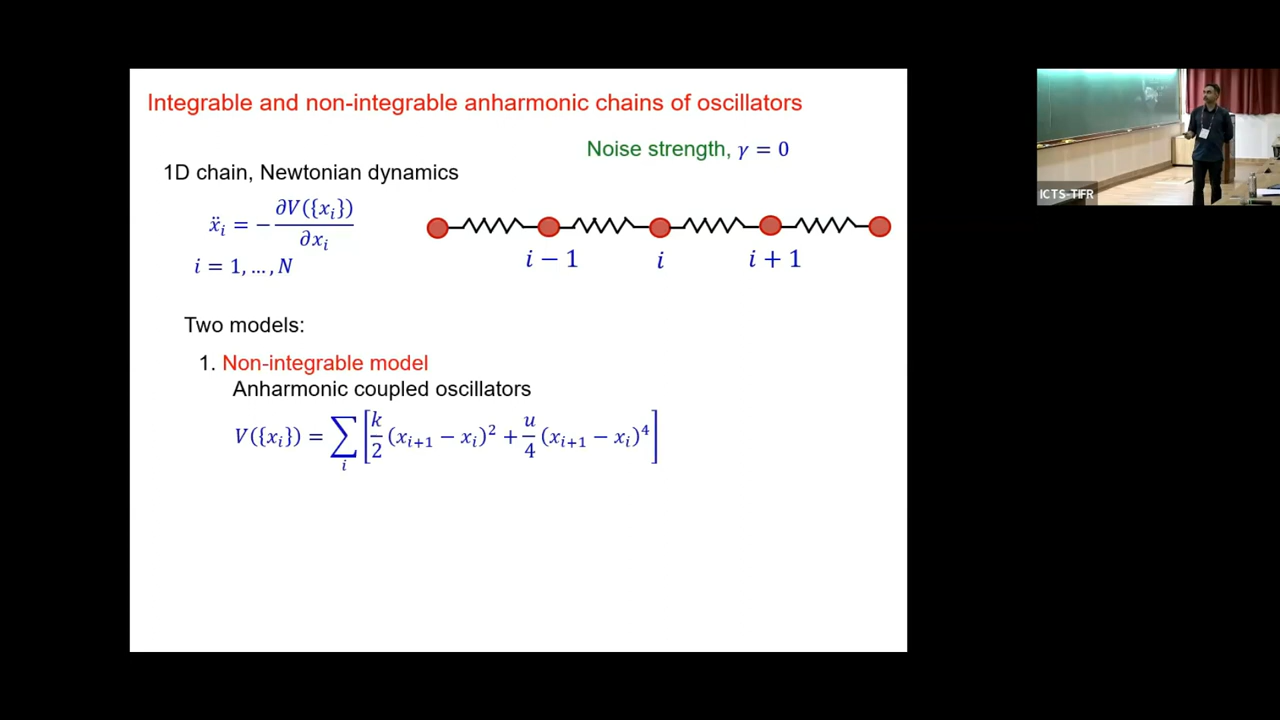 Integrable and non-integrable anharmonic chains of oscillators
Noise strength, γ = 0
1D chain, Newtonian dynamics
ẍᵢ = −∂V({xᵢ})/∂xᵢ
i = 1, … , N
i − 1 i i + 1
Two models:
1. Non-integrable model
Anharmonic coupled oscillators
V({xᵢ}) = ∑ᵢ [k/2 (xᵢ₊₁ − xᵢ)² + u/4 (xᵢ₊₁ − xᵢ)⁴]
ICTS-TIFR